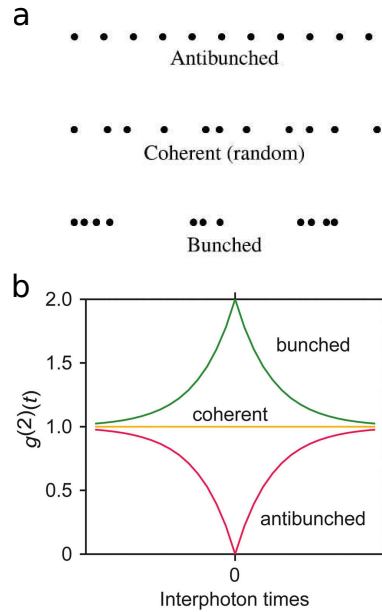 a
Antibunched
Coherent (random)
Bunched
b
2.0
1.5
1.0
0.5
0
g(2)(t)
bunched
coherent
antibunched
0
Interphoton times